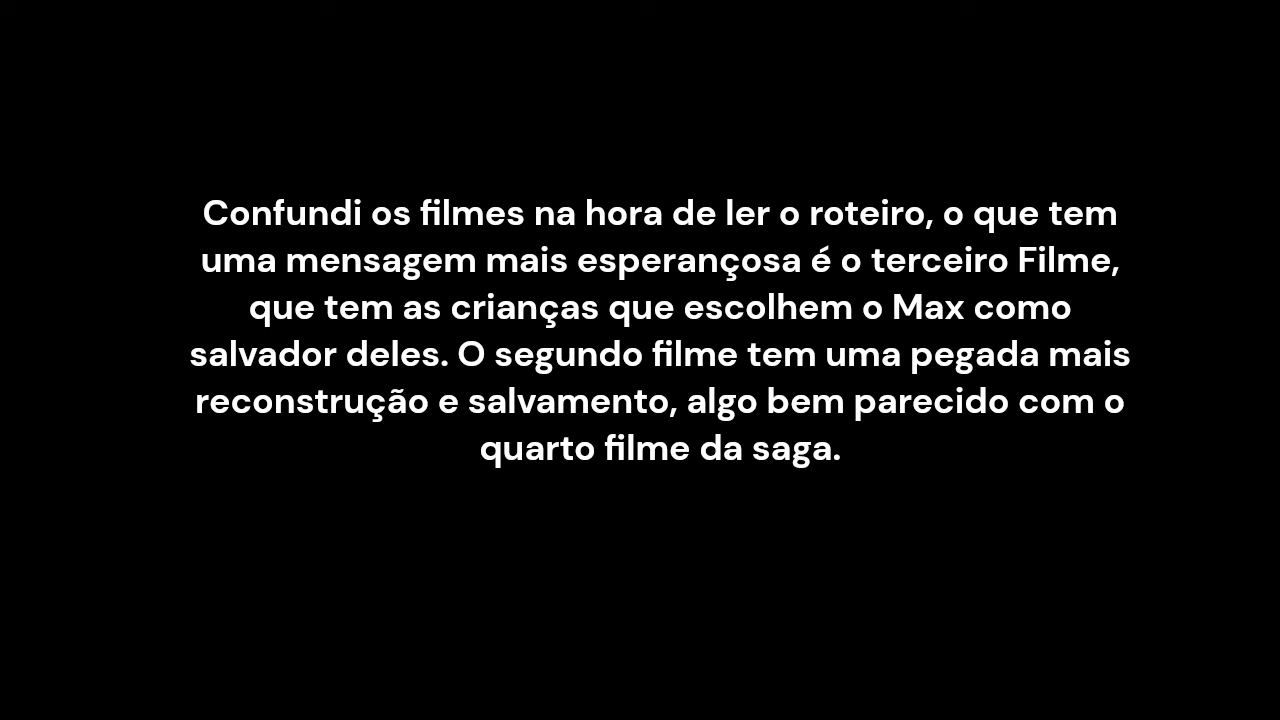 Confundi os filmes na hora de ler o roteiro, o que tem
uma mensagem mais esperançosa é o terceiro Filme,
que tem as crianças que escolhem o Max como
salvador deles. O segundo filme tem uma pegada mais
reconstrução e salvamento, algo bem parecido com o
quarto filme da saga.